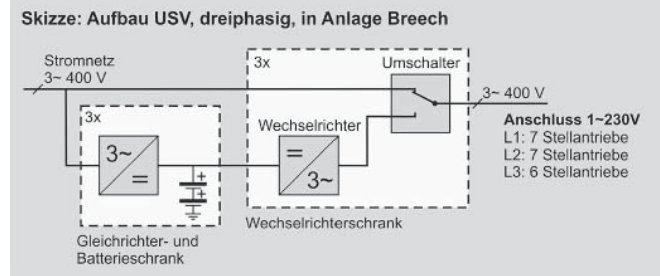 Skizze: Aufbau USV, dreiphasig, in Anlage Breech
Stromnetz
3~ 400 V
3x
Umschalter
3~ 400 V
Anschluss 1~230V
L1: 7 Stellantriebe
L2: 7 Stellantriebe
L3: 6 Stellantriebe
3x
Wechselrichter
3~
=
+
+
=
3~
Wechselrichterschrank
Gleichrichter- und
Batterieschrank